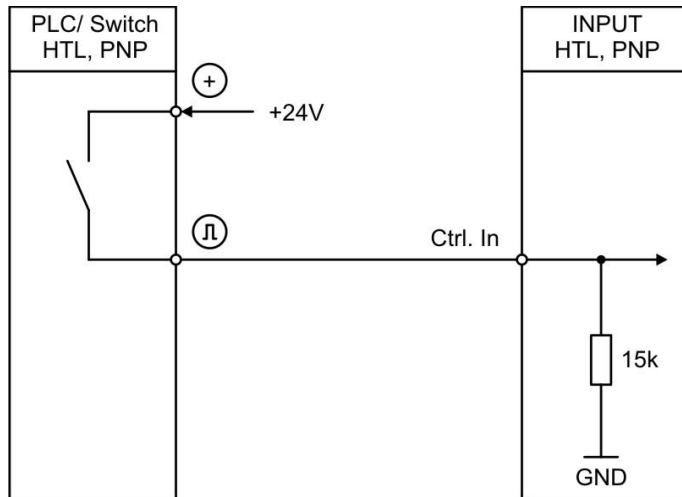 PLC/ Switch
HTL, PNP
INPUT
HTL, PNP
+
+24V
Ctrl. In
15k
GND